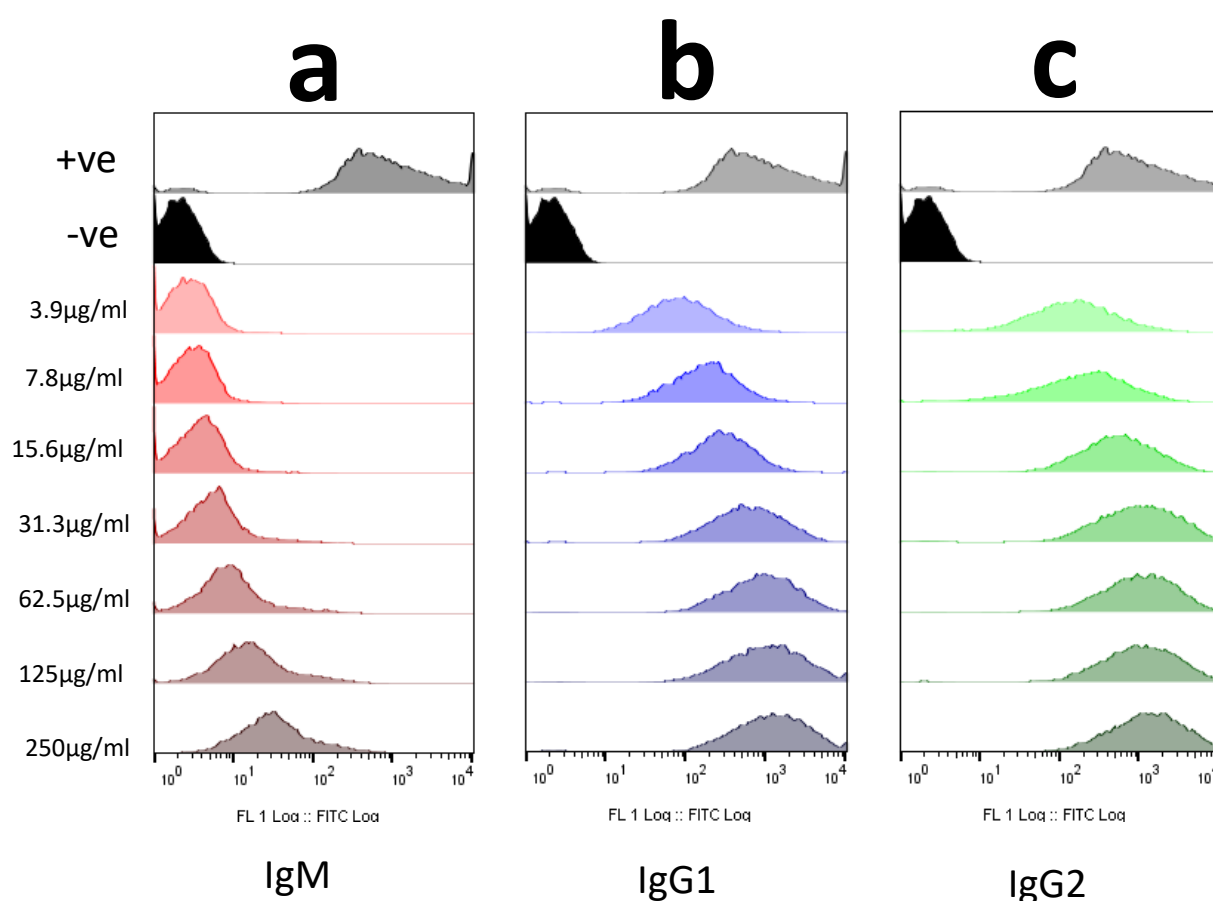 a b c
+ve
-ve
3.9µg/ml
7.8µg/ml
15.6µg/ml
31.3µg/ml
62.5µg/ml
125µg/ml
250µg/ml
10^0 10^1 10^2 10^3 10^4 10^0 10^1 10^2 10^3 10^4 10^0 10^1 10^2 10^3
FL 1 Log :: FITC Log FL 1 Log :: FITC Log FL 1 Log :: FITC Log
IgM IgG1 IgG2